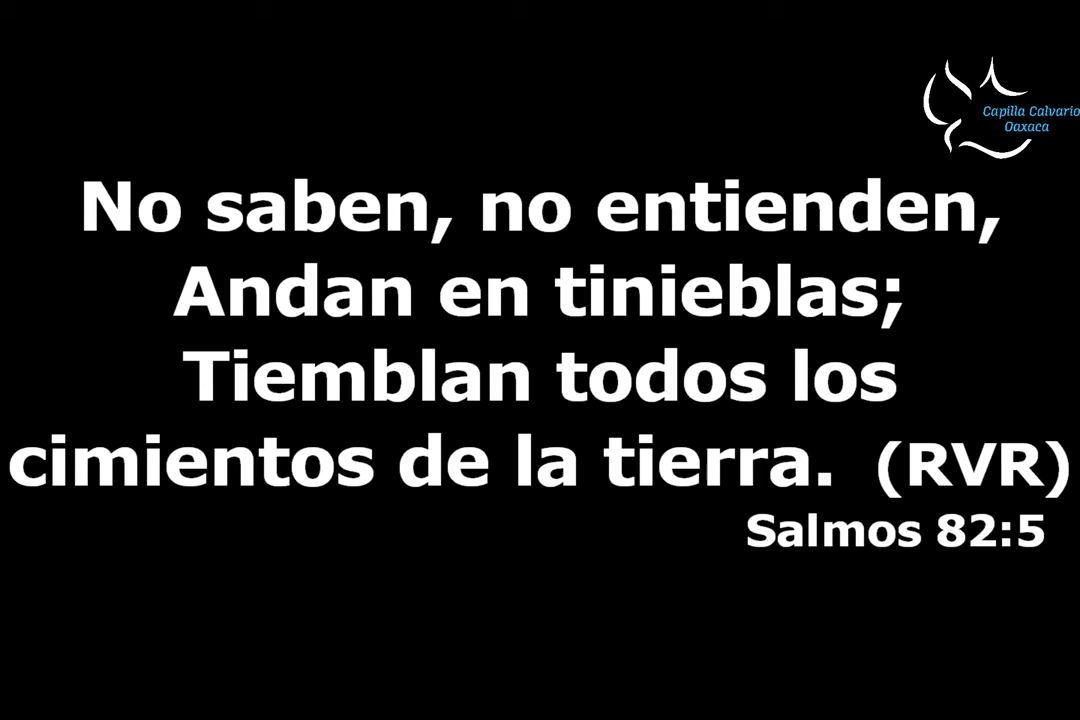 Capilla Calvario
Oaxaca
No saben, no entienden,
Andan en tinieblas;
Tiemblan todos los
cimientos de la tierra. (RVR)
Salmos 82:5